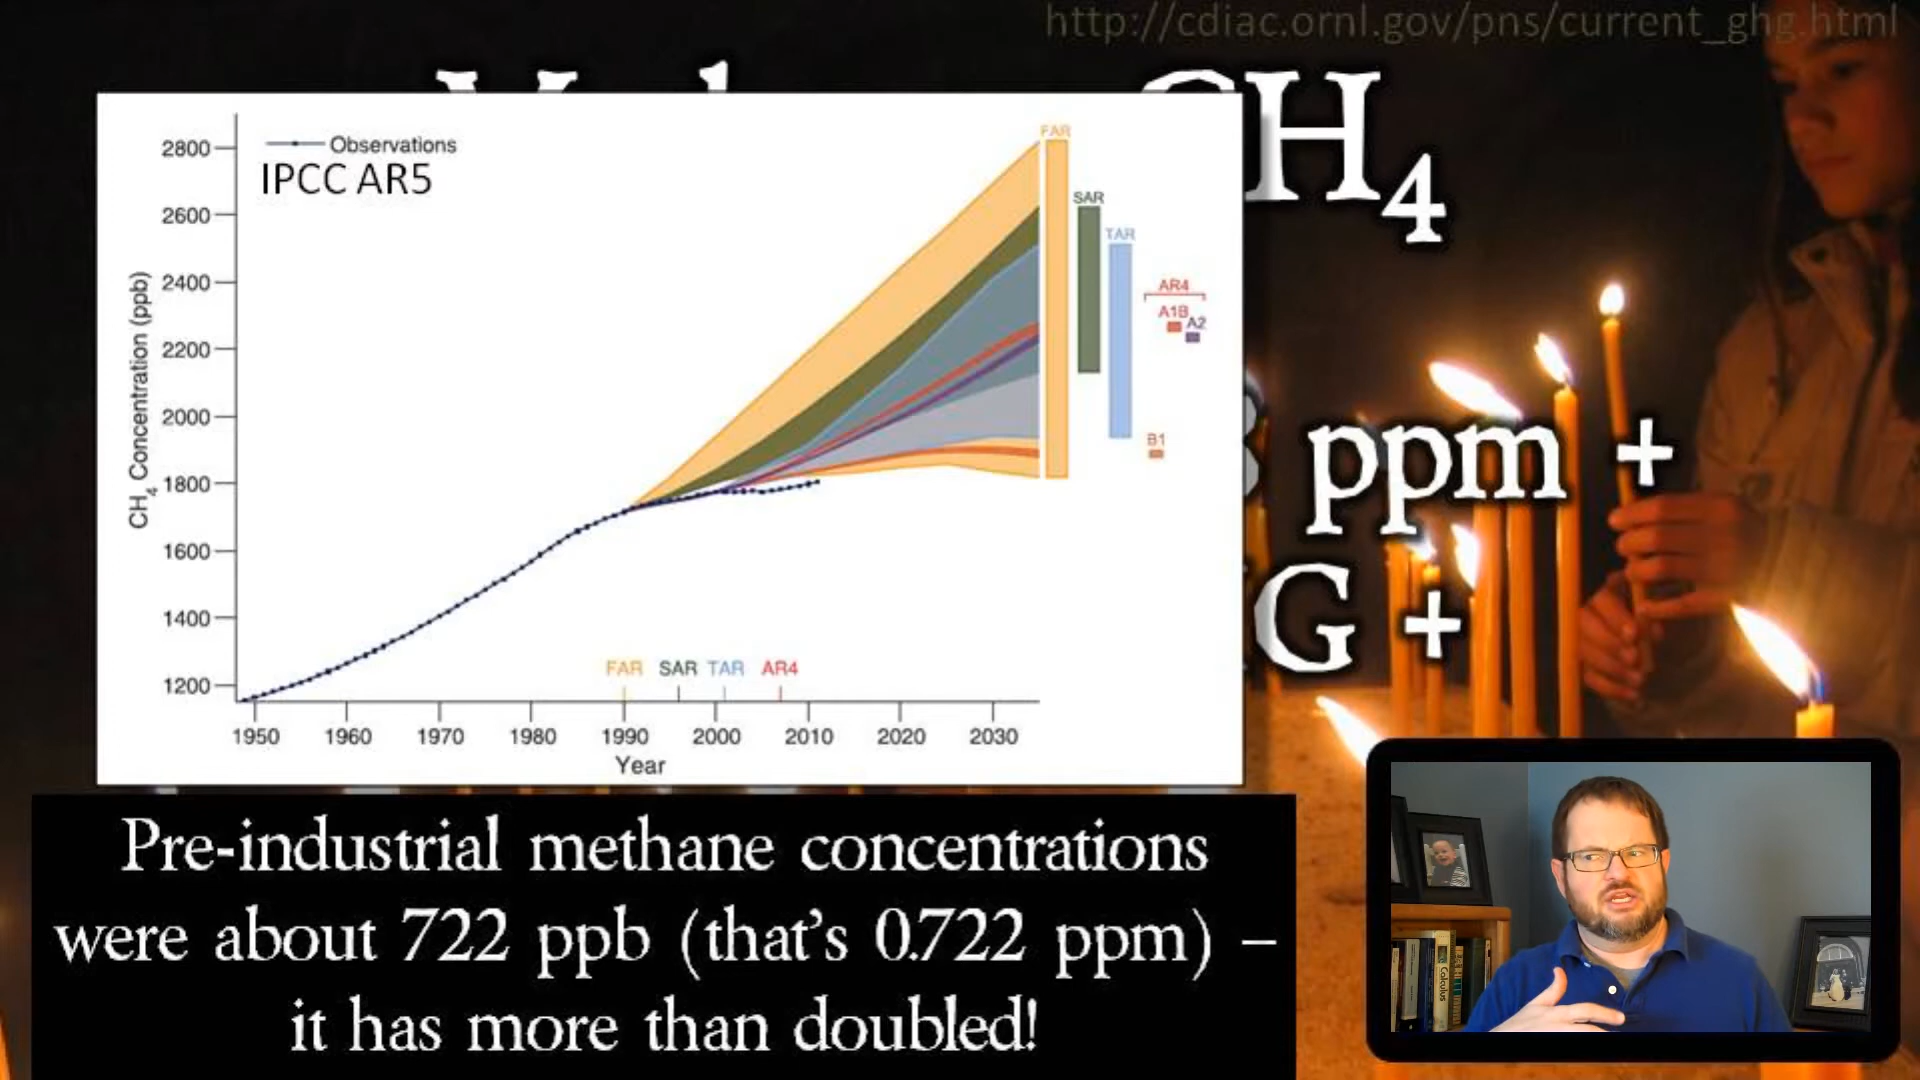 http://cdiac.ornl.gov/pns/current_ghg.html
CH4
Observations
IPCC AR5
FAR
SAR
TAR
AR4
A1B
A2
B1
CH4 Concentration (ppb)
2800
2600
2400
2200
2000
1800
1600
1400
1200
FAR SAR TAR AR4
1950 1960 1970 1980 1990 2000 2010 2020 2030
Year
ppm +
G +
Pre-industrial methane concentrations
were about 722 ppb (that's 0.722 ppm) –
it has more than doubled!
Calculus